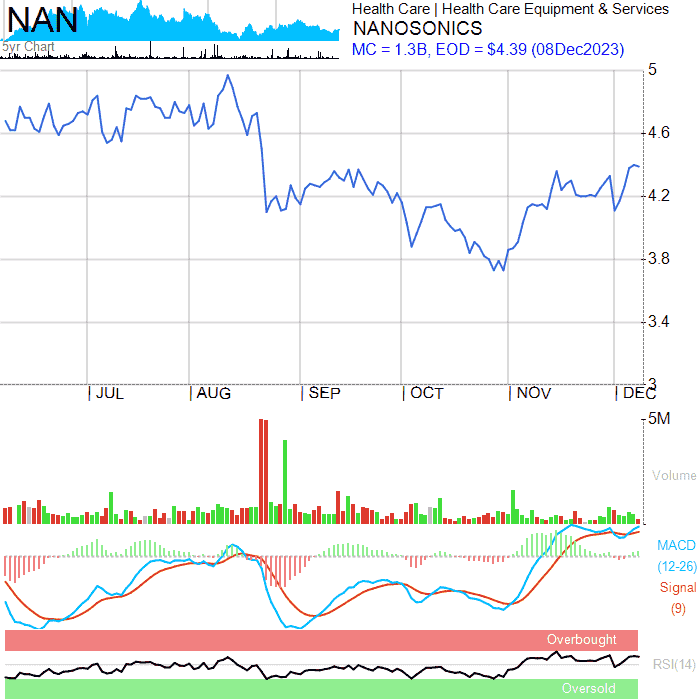 NAN
5yr Chart
Health Care | Health Care Equipment & Services
NANOSONICS
MC = 1.3B, EOD = $4.39 (08Dec2023)
5
4.6
4.2
3.8
3.4
3
JUL
AUG
SEP
OCT
NOV
DEC
5M
Volume
MACD
(12-26)
Signal
(9)
Overbought
RSI(14)
Oversold